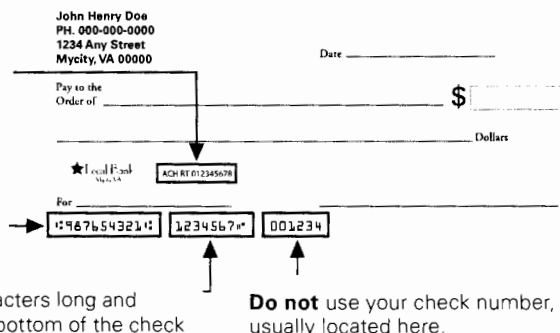 John Henry Doe
PH. 000-000-0000
1234 Any Street
Mycity, VA 00000
Date
Pay to the
Order of
$
Dollars
Local Bank
ACH RT 012345678
For
⑆987654321⑆ 1234567⑈ 001234
acters long and
bottom of the check
Do not use your check number,
usually located here.